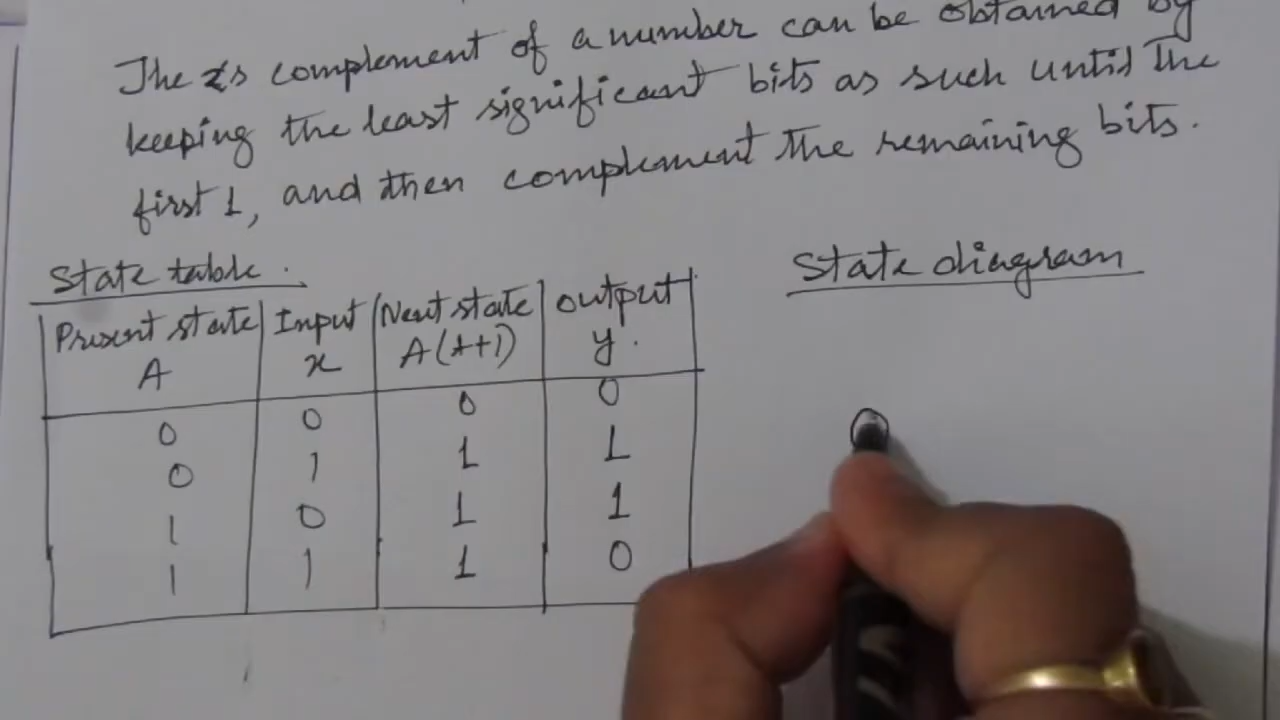 The 2's complement of a number can be obtained by
keeping the least significant bits as such until the
first 1, and then complement the remaining bits.
State table.
State diagram
Present state Input Next state output
A x A(t+1) y.
0 0 0 0
0 1 1 1
1 0 1 1
1 1 1 0